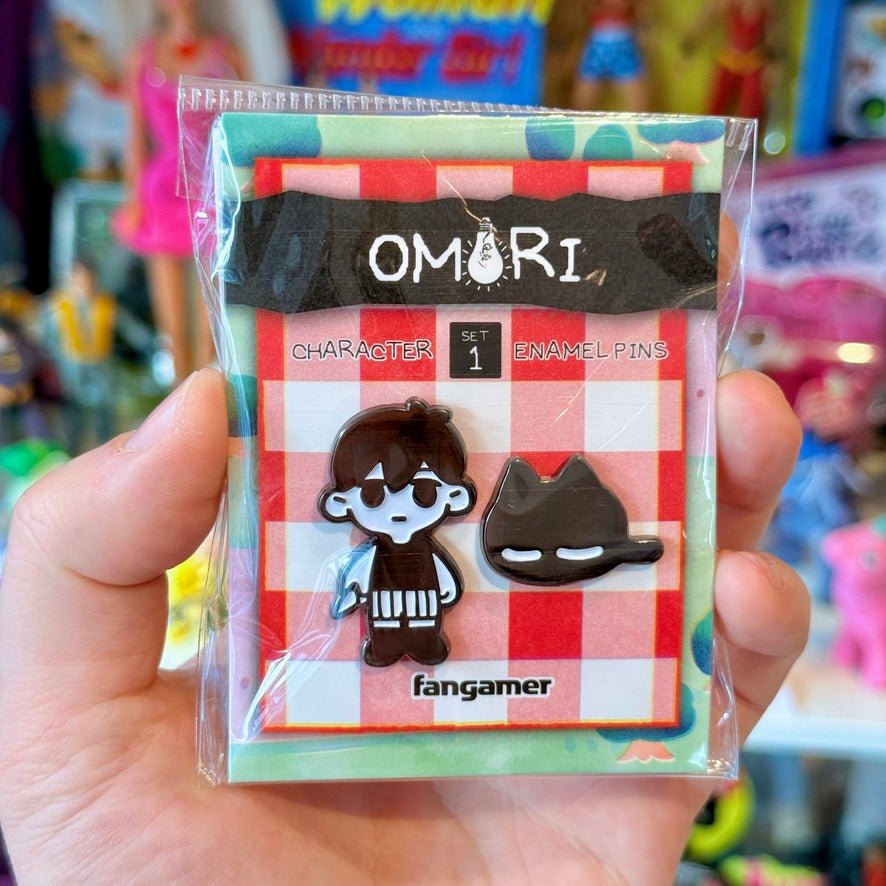 OMORI
CHARACTER SET 1 ENAMEL PINS
fangamer